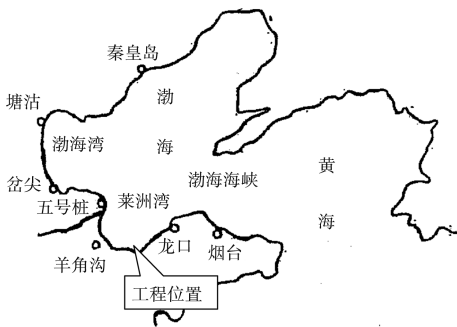 秦皇岛
塘沽
渤海
渤海湾
黄海
渤海海峡
岔尖
五号桩
莱洲湾
羊角沟
龙口
烟台
工程位置